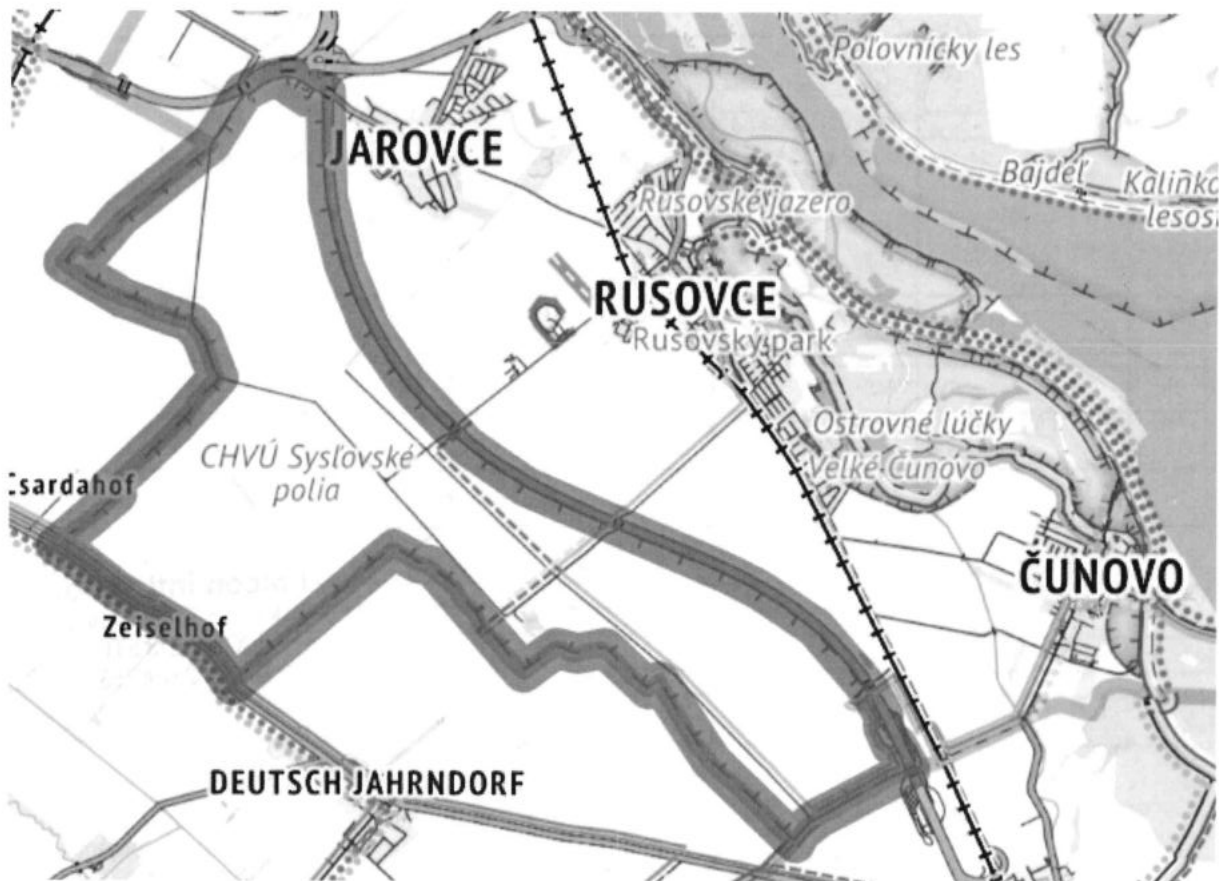 Poľovnícky les
JAROVCE
Bajdeľ
Kalinko
lesos
Rusovské jazero
RUSOVCE
Rusovský park
Ostrovné lúčky
CHVÚ Sysľovské
polia
Veľké Čunovo
Csardahof
ČUNOVO
Zeiselhof
DEUTSCH JAHRNDORF